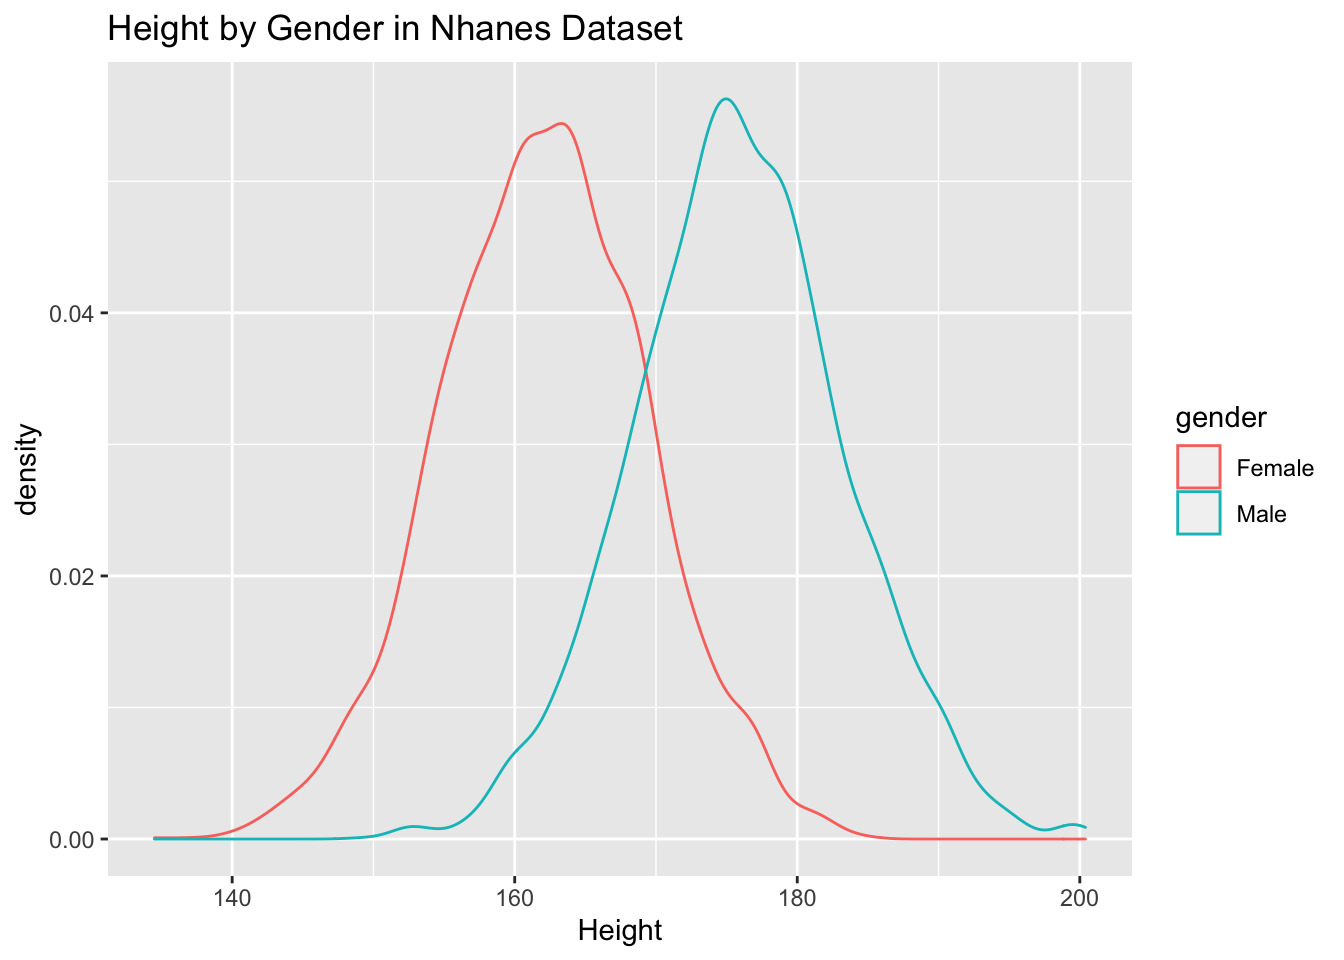 Height by Gender in Nhanes Dataset
density
0.04
0.02
0.00
140 160 180 200
Height
gender
Female
Male